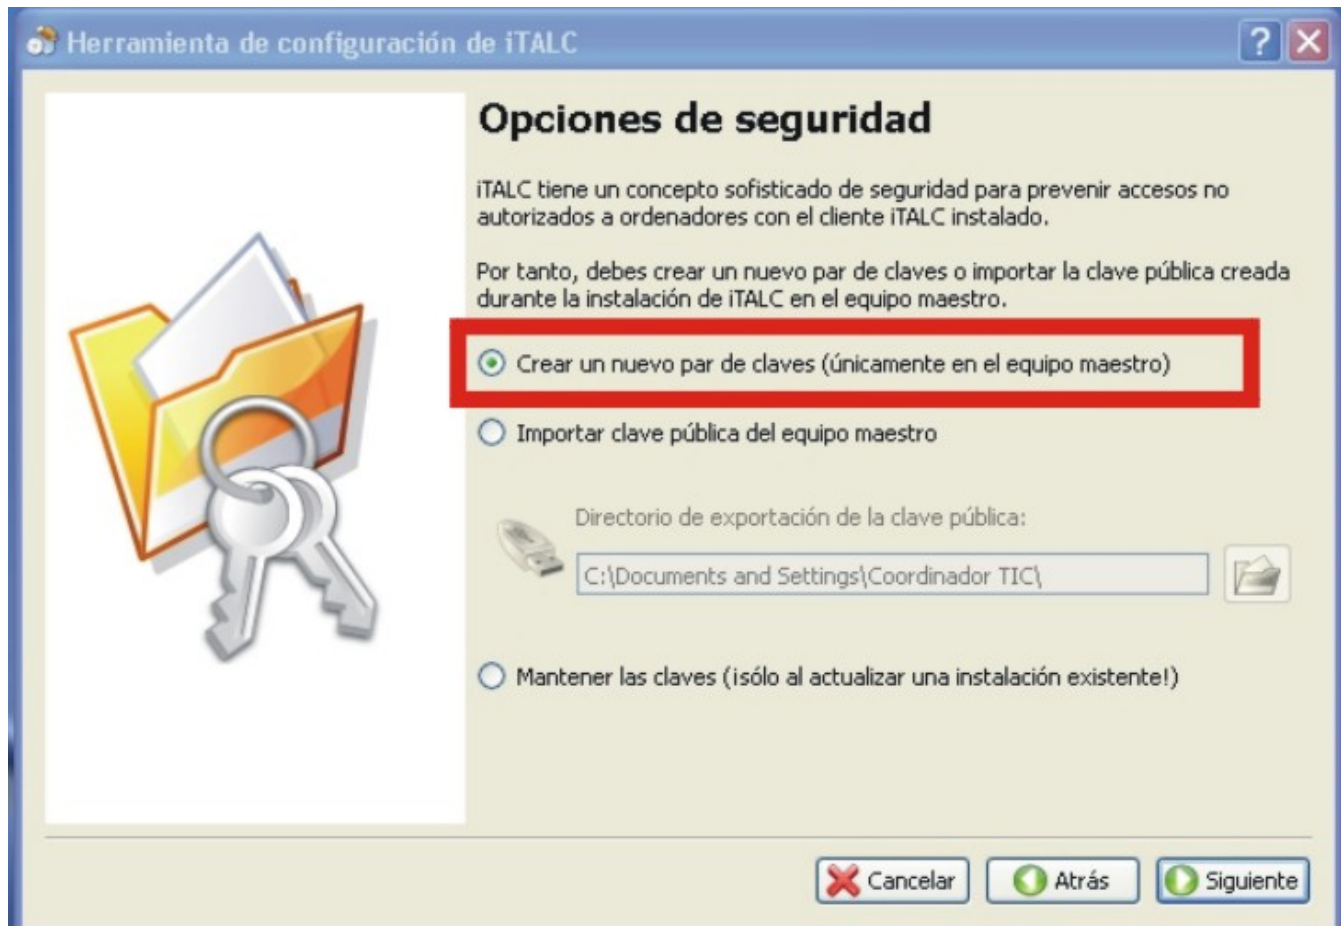 Herramienta de configuración de iTALC
Opciones de seguridad
iTALC tiene un concepto sofisticado de seguridad para prevenir accesos no
autorizados a ordenadores con el cliente iTALC instalado.
Por tanto, debes crear un nuevo par de claves o importar la clave pública creada
durante la instalación de iTALC en el equipo maestro.
Crear un nuevo par de claves (únicamente en el equipo maestro)
Importar clave pública del equipo maestro
Directorio de exportación de la clave pública:
C:\Documents and Settings\Coordinador TIC\
Mantener las claves (¡sólo al actualizar una instalación existente!)
Cancelar Atrás Siguiente